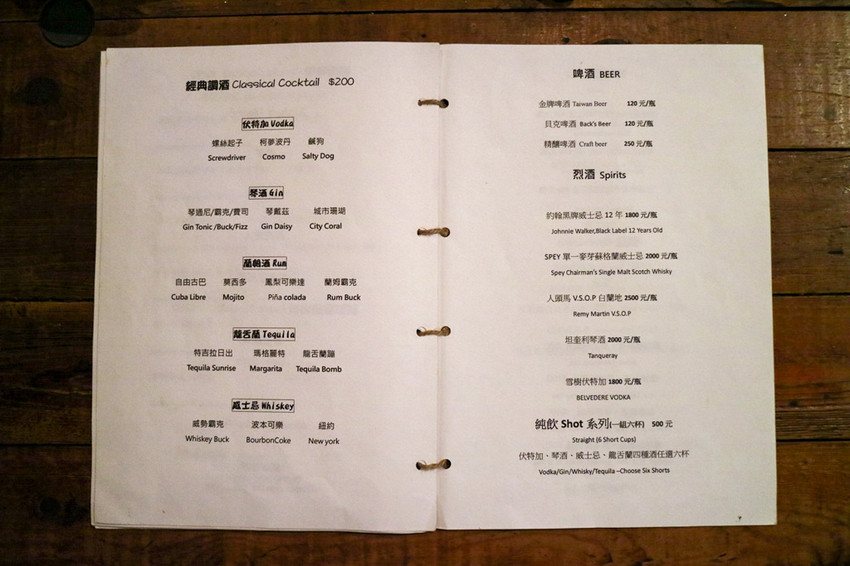 經典調酒 Classical Cocktail $200
伏特加 Vodka
螺絲起子 柯夢波丹 鹹狗
Screwdriver Cosmo Salty Dog
琴酒 Gin
琴通尼/霸克/費司 琴戴茲 城市珊瑚
Gin Tonic /Buck/Fizz Gin Daisy City Coral
蘭姆酒 Rum
自由古巴 莫西多 鳳梨可樂達 蘭姆霸克
Cuba Libre Mojito Piña colada Rum Buck
龍舌蘭 Tequila
特吉拉日出 瑪格麗特 龍舌蘭蹦
Tequila Sunrise Margarita Tequila Bomb
威士忌 Whiskey
威勢霸克 波本可樂 紐約
Whiskey Buck BourbonCoke New york
啤酒 BEER
金牌啤酒 Taiwan Beer 120 元/瓶
貝克啤酒 Back's Beer 120 元/瓶
精釀啤酒 Craft beer 250 元/瓶
烈酒 Spirits
約翰黑牌威士忌 12 年 1800 元/瓶
Johnnie Walker,Black Label 12 Years Old
SPEY 單一麥芽蘇格蘭威士忌 2000 元/瓶
Spey Chairman's Single Malt Scotch Whisky
人頭馬 V.S.O.P 白蘭地 2500 元/瓶
Remy Martin V.S.O.P
坦奎利琴酒 2000 元/瓶
Tanqueray
雪樹伏特加 1800 元/瓶
BELVEDERE VODKA
純飲 Shot 系列(一組六杯) 500 元
Straight (6 Short Cups)
伏特加、琴酒、威士忌、龍舌蘭四種酒任選六杯
Vodka/Gin/Whisky/Tequila –Choose Six Shorts